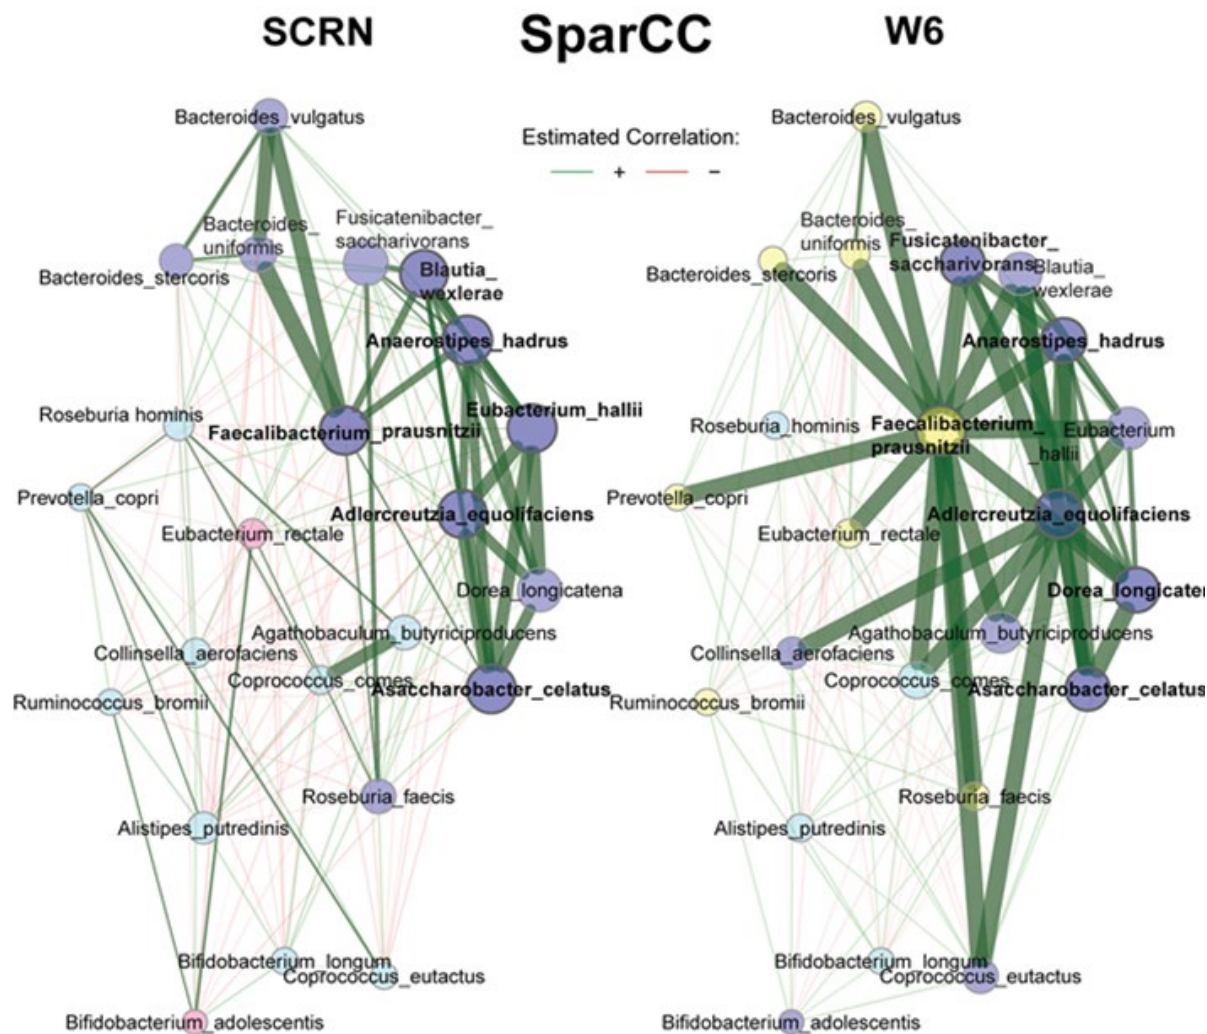 SCRN
SparCC
W6
Estimated Correlation:
+ −
Bacteroides_vulgatus
Bacteroides_
uniformis
Fusicatenibacter_
saccharivorans
Bacteroides_stercoris
Blautia_
wexlerae
Anaerostipes_hadrus
Roseburia hominis
Faecalibacterium_prausnitzii
Eubacterium_hallii
Prevotella_copri
Adlercreutzia_equolifaciens
Eubacterium_rectale
Dorea_longicatena
Agathobaculum_butyriciproducens
Collinsella_aerofaciens
Coprococcus_comes
Asaccharobacter_celatus
Ruminococcus_bromii
Roseburia_faecis
Alistipes_putredinis
Bifidobacterium_longum
Coprococcus_eutactus
Bifidobacterium_adolescentis
Bacteroides_vulgatus
Bacteroides_
uniformis
Fusicatenibacter_
saccharivorans
Bacteroides_stercoris
Blautia_
wexlerae
Anaerostipes_hadrus
Roseburia_hominis
Faecalibacterium_
prausnitzii
Eubacterium
_hallii
Prevotella_copri
Adlercreutzia_equolifaciens
Eubacterium_rectale
Dorea_longicater
Agathobaculum_butyriciproducens
Collinsella_aerofaciens
Coprococcus_comes
Asaccharobacter_celatus
Ruminococcus_bromii
Roseburia_faecis
Alistipes_putredinis
Bifidobacterium_longum
Coprococcus_eutactus
Bifidobacterium_adolescentis